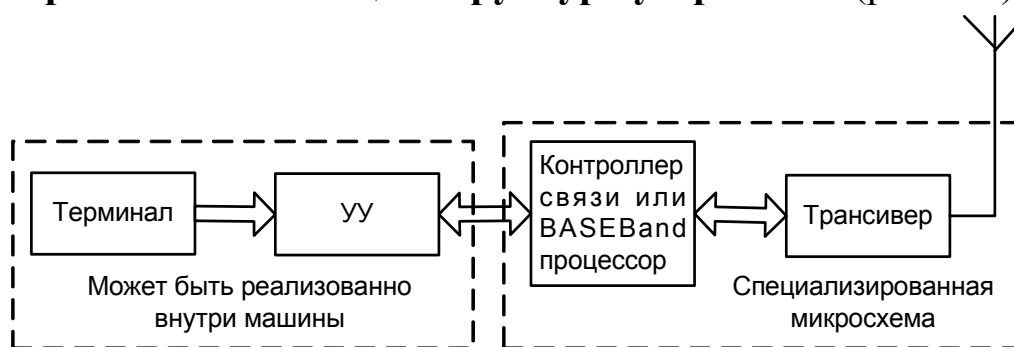 Терминал
УУ
Контроллер
связи или
BASEBand
процессор
Трансивер
Может быть реализованно
внутри машины
Специализированная
микросхема